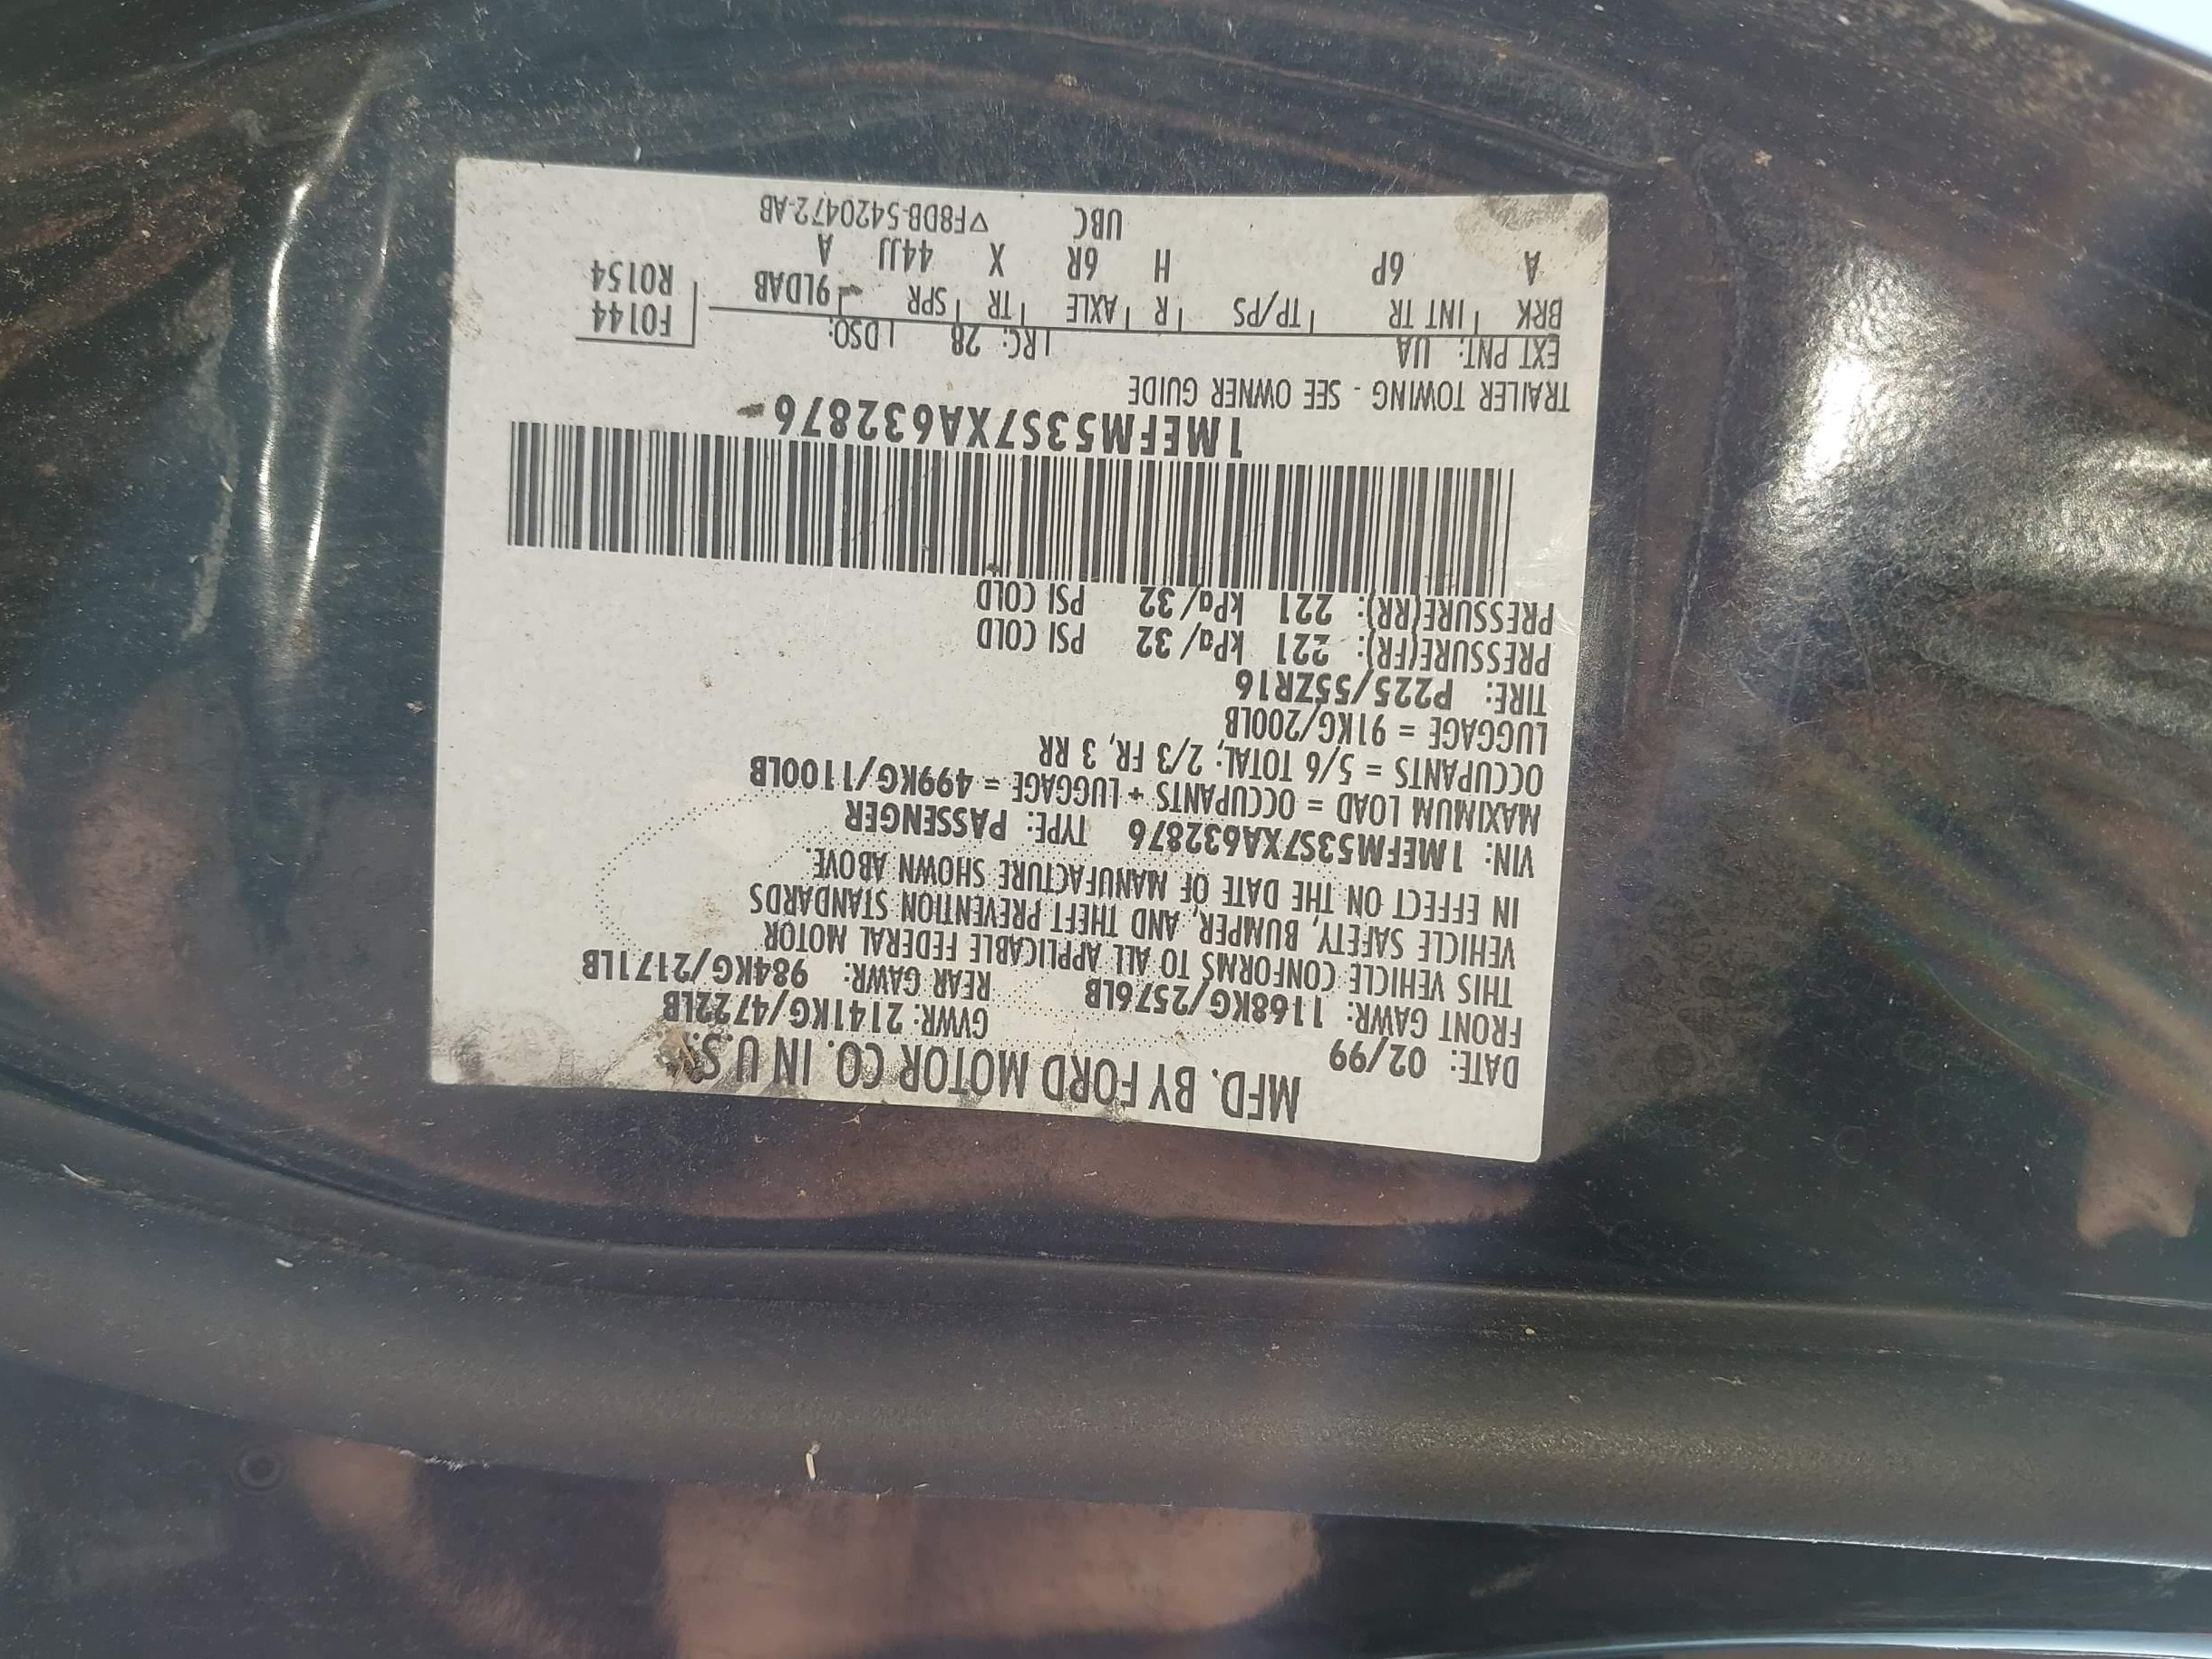 MFD. BY FORD MOTOR CO. IN U.S.
DATE: 02/99 GVWR: 2141KG/4722LB
FRONT GAWR: 1168KG/2576LB REAR GAWR: 984KG/2171LB
THIS VEHICLE CONFORMS TO ALL APPLICABLE FEDERAL MOTOR
VEHICLE SAFETY, BUMPER, AND THEFT PREVENTION STANDARDS
IN EFFECT ON THE DATE OF MANUFACTURE SHOWN ABOVE.
VIN: 1MEFM53S7XA632876 TYPE: PASSENGER
MAXIMUM LOAD = OCCUPANTS + LUGGAGE = 499KG/1100LB
OCCUPANTS = 5/6 TOTAL; 2/3 FR, 3 RR
LUGGAGE = 91KG/200LB
TIRE: P225/55ZR16
PRESSURE(FR): 221 kPa/32 PSI COLD
PRESSURE(RR): 221 kPa/32 PSI COLD
1MEFM53S7XA632876
TRAILER TOWING - SEE OWNER GUIDE
EXT PNT: UA RC: 28 DSO: F0144
BRK INT TR TP/PS R AXLE TR SPR 9LDAB R0154
A 6P H 6R X 44JJ A
UBC ▽F8DB-5420472-AB